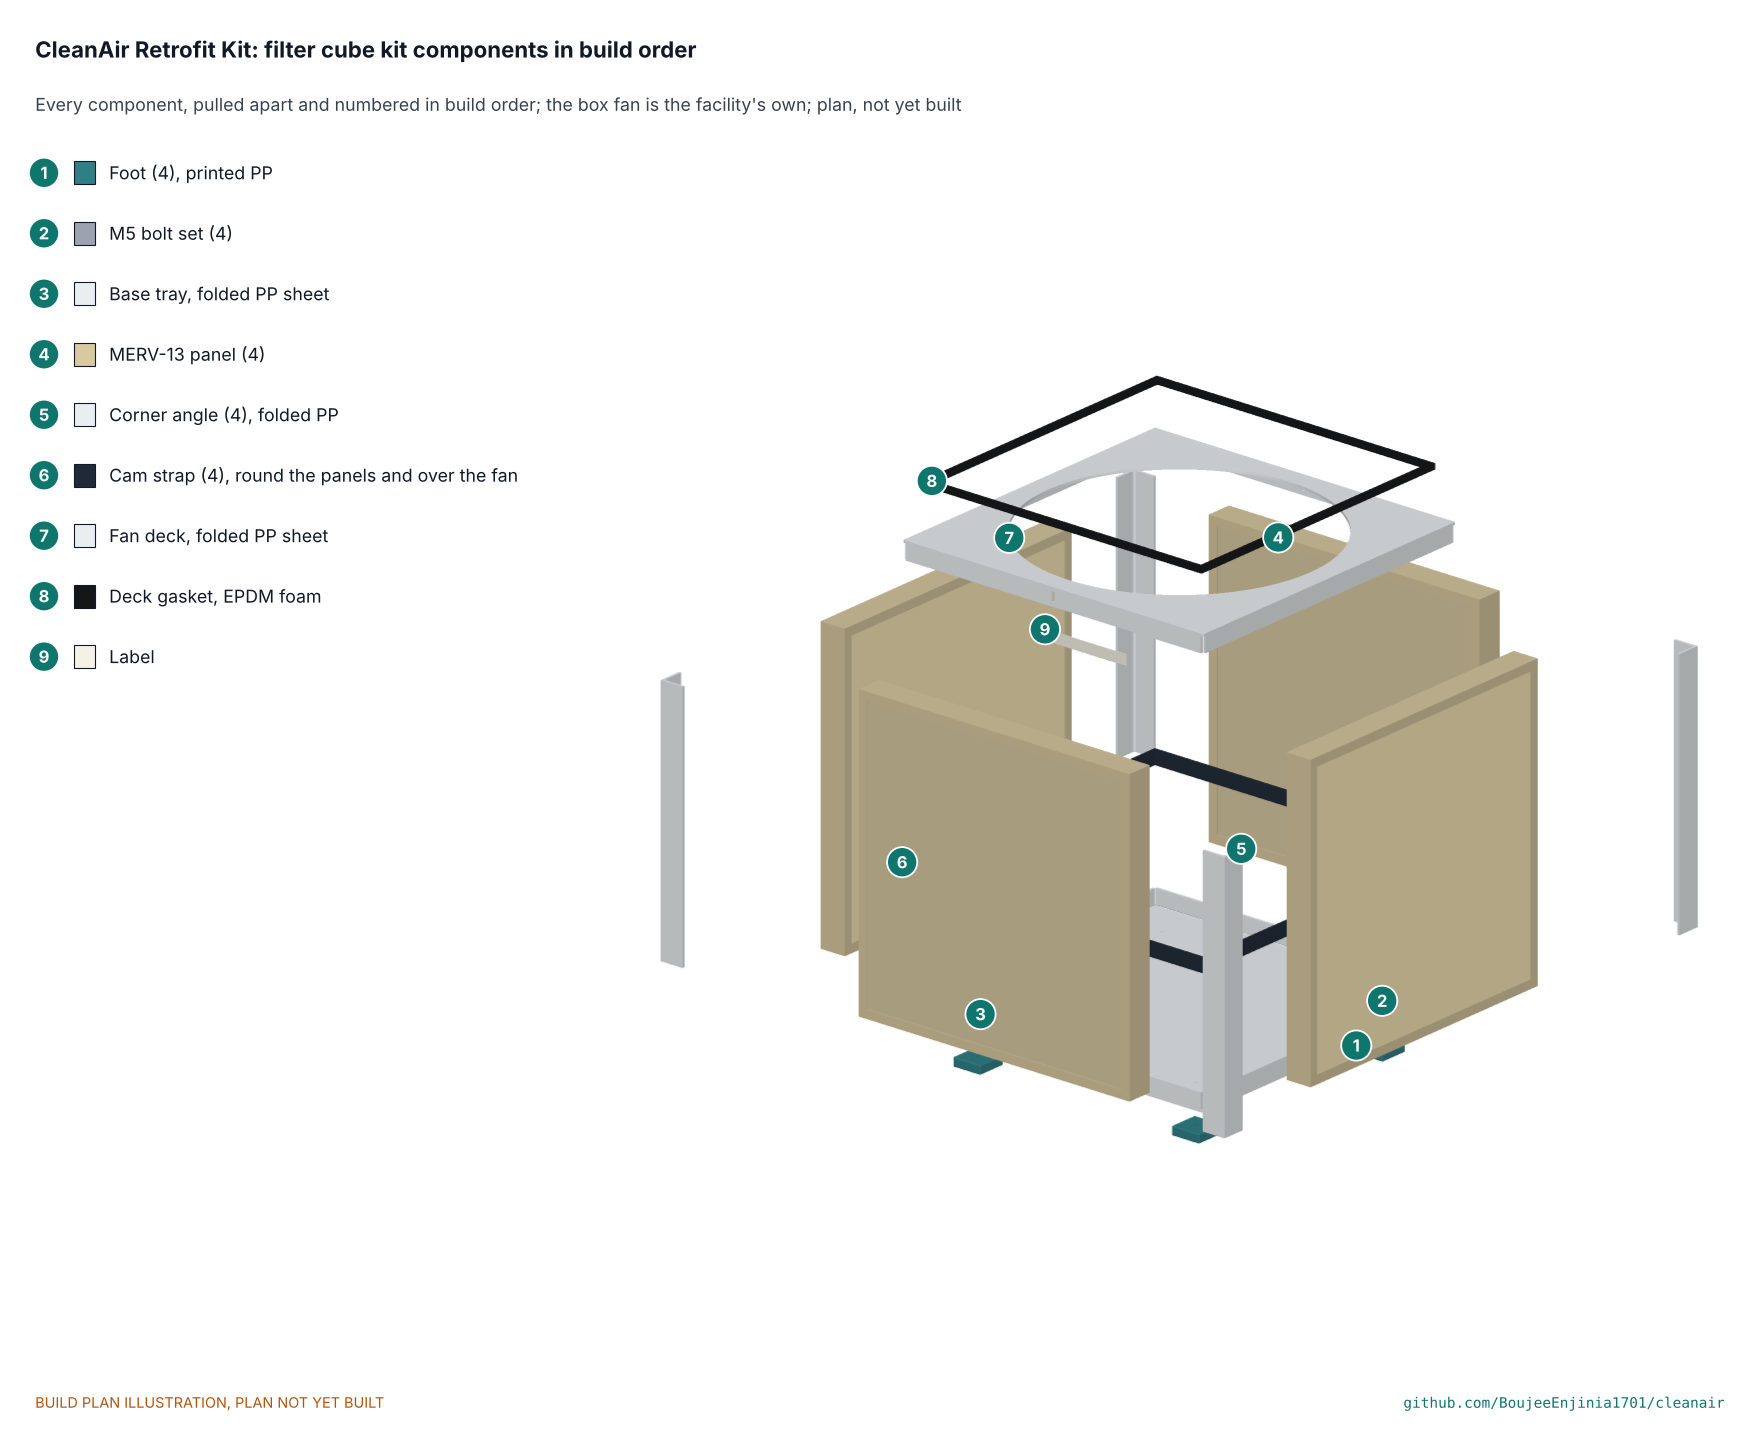 CleanAir Retrofit Kit: filter cube kit components in build order
Every component, pulled apart and numbered in build order; the box fan is the facility's own; plan, not yet built
1 Foot (4), printed PP
2 M5 bolt set (4)
3 Base tray, folded PP sheet
4 MERV-13 panel (4)
5 Corner angle (4), folded PP
6 Cam strap (4), round the panels and over the fan
7 Fan deck, folded PP sheet
8 Deck gasket, EPDM foam
9 Label
8
7
4
9
5
6
2
3
1
BUILD PLAN ILLUSTRATION, PLAN NOT YET BUILT
github.com/BoujeeEnjinia1701/cleanair